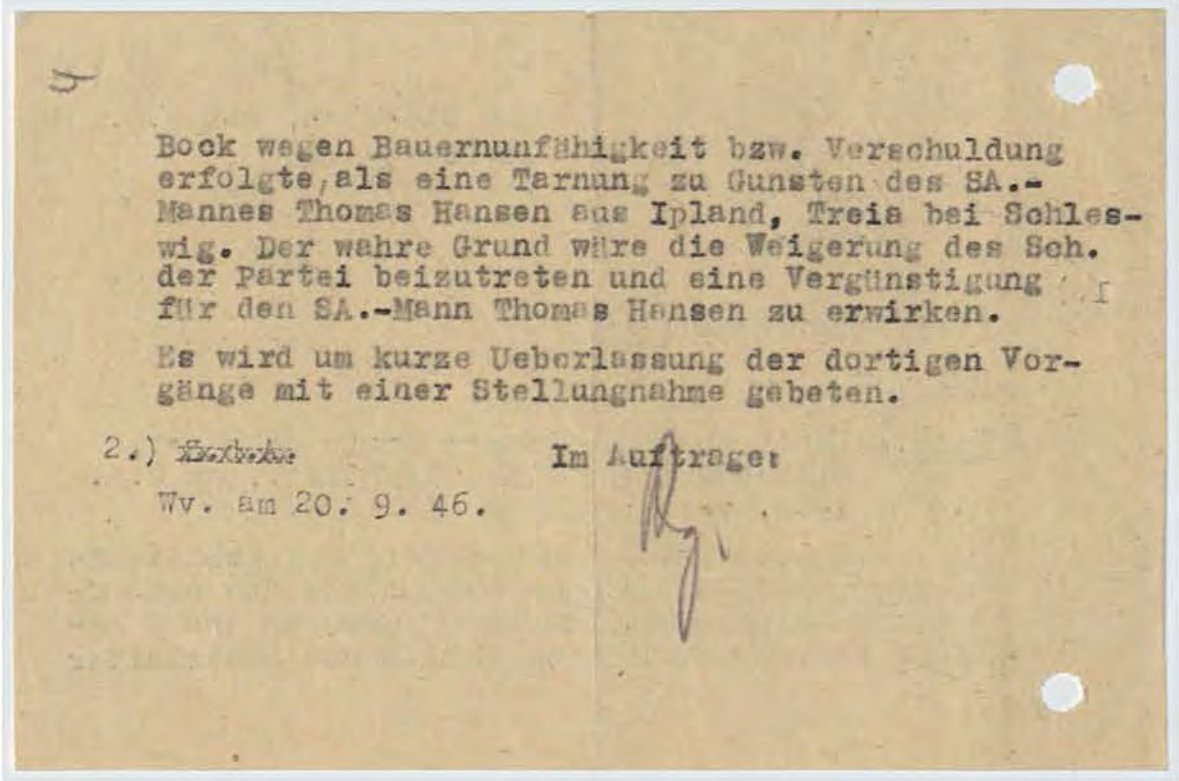 Bock wegen Bauernunfähigkeit bzw. Verschuldung
erfolgte,als eine Tarnung zu Gunsten des SA.-
Mannes Thomas Hansen aus Ipland, Treia bei Schles-
wig. Der wahre Grund wäre die Weigerung des Sch.
der Partei beizutreten und eine Vergünstigung
für den SA.-Mann Thomas Hansen zu erwirken.
Es wird um kurze Ueberlassung der dortigen Vor-
gänge mit einer Stellungnahme gebeten.
2.) Im Auftrage:
Wv. am 20. 9. 46.